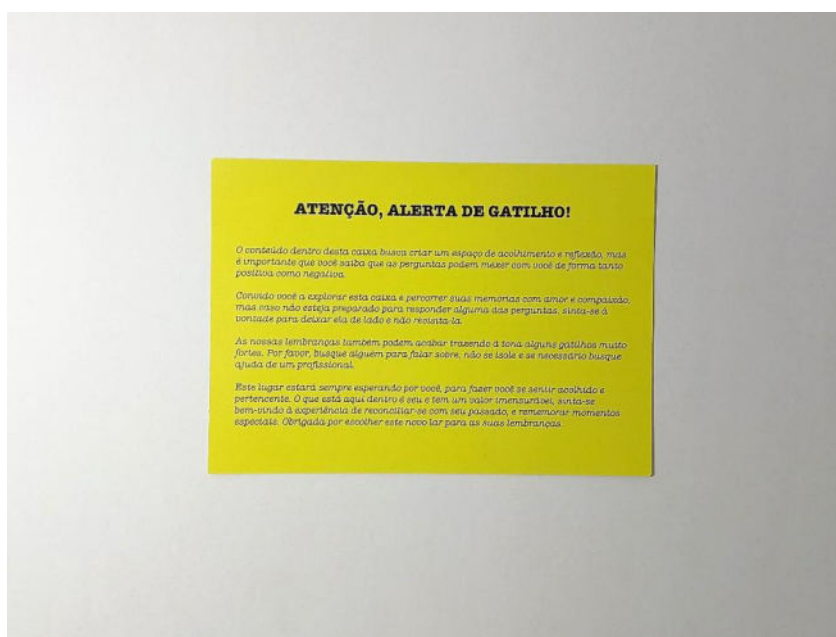 ATENÇÃO, ALERTA DE GATILHO!
O conteúdo dentro desta caixa busca criar um espaço de acolhimento e reflexão, mas
é importante que você saiba que as perguntas podem mexer com você de forma tanto
positiva como negativa.
Convido você a explorar esta caixa e percorrer suas memórias com amor e compaixão,
mas caso não esteja preparado para responder alguma das perguntas, sinta-se à
vontade para deixar ela de lado e não revisita-la.
As nossas lembranças também podem acabar trazendo à tona alguns gatilhos muito
fortes. Por favor, busque alguém para falar sobre, não se isole e se necessário busque
ajuda de um profissional.
Este lugar estará sempre esperando por você, para fazer você se sentir acolhido e
pertencente. O que está aqui dentro é seu e tem um valor imensurável, sinta-se
bem-vindo à experiência de reconciliar-se com seu passado, e rememorar momentos
especiais. Obrigada por escolher este novo lar para as suas lembranças.